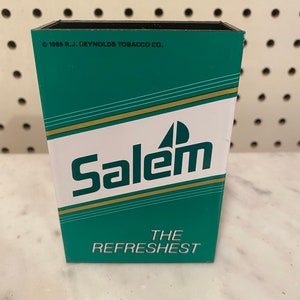 © 1989 R.J. REYNOLDS TOBACCO CO.
Salem
THE
REFRESHEST